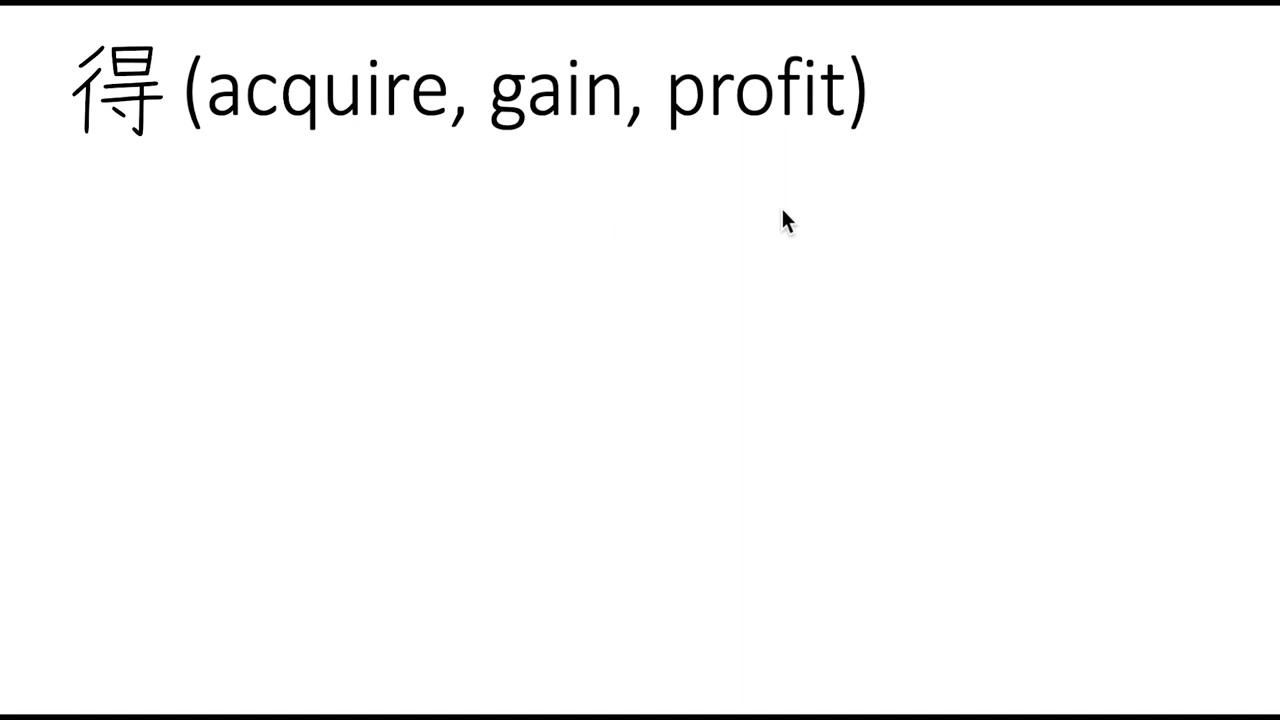 得 (acquire, gain, profit)